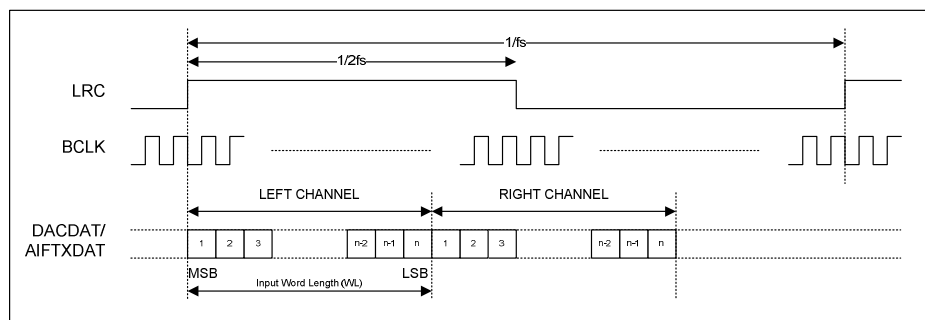 1/fs
1/2fs
LRC
BCLK
LEFT CHANNEL
RIGHT CHANNEL
DACDAT/
AIFTXDAT
1 2 3 n-2 n-1 n 1 2 3 n-2 n-1 n
MSB LSB
Input Word Length (WL)